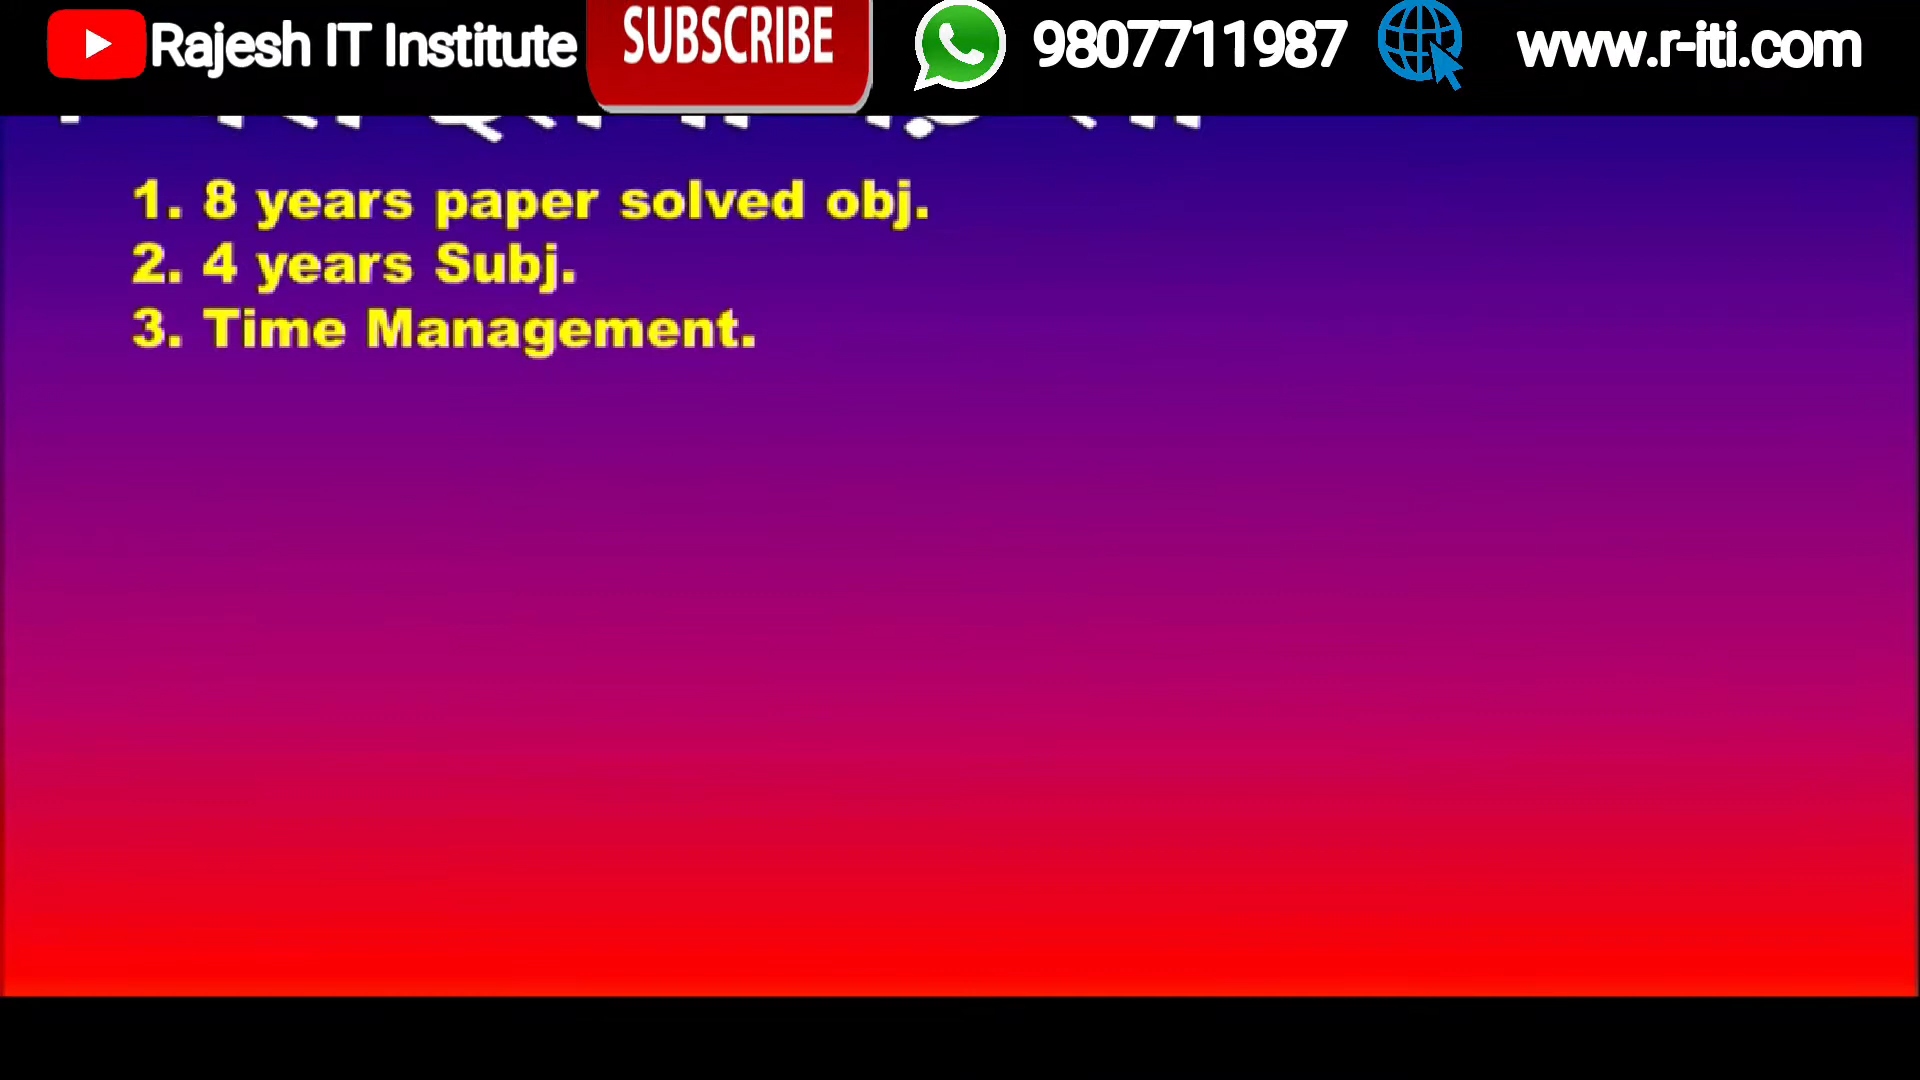 Rajesh IT Institute SUBSCRIBE 9807711987 www.r-iti.com
1. 8 years paper solved obj.
2. 4 years Subj.
3. Time Management.